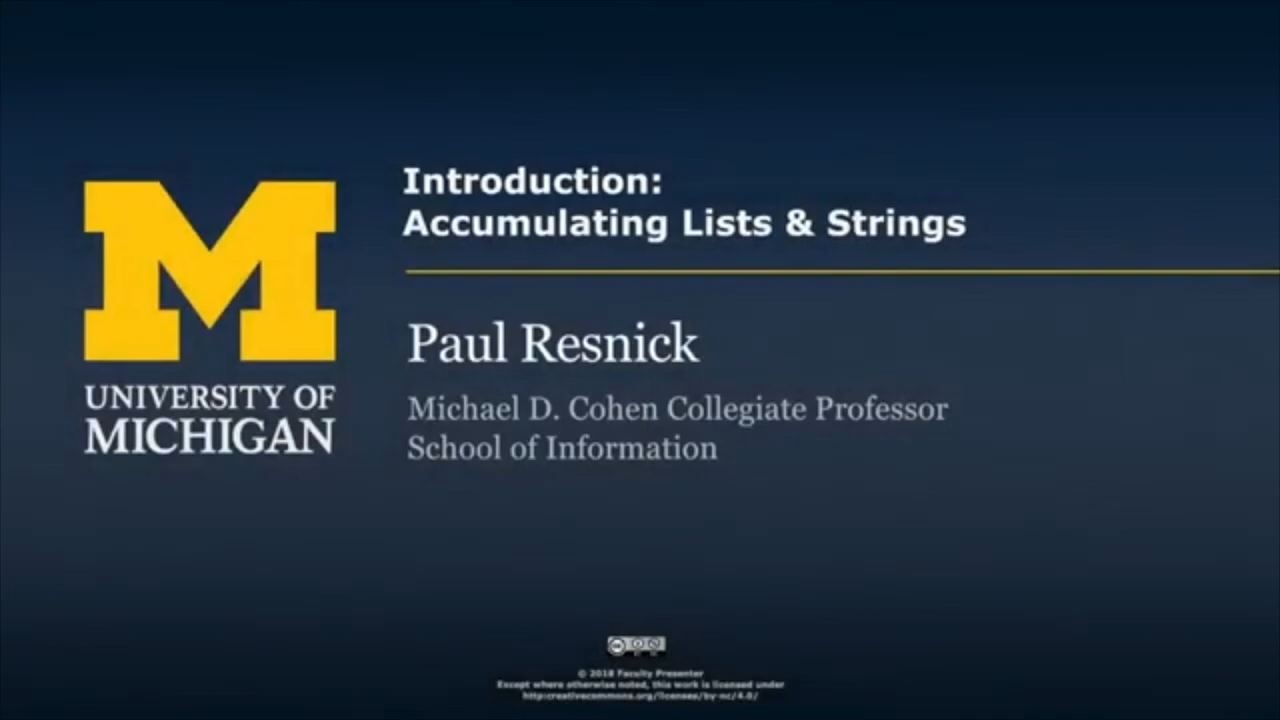 Introduction:
Accumulating Lists & Strings
M
UNIVERSITY OF
MICHIGAN
Paul Resnick
Michael D. Cohen Collegiate Professor
School of Information
© 2018 Faculty Presenter
Except where otherwise noted, this work is licensed under
http:creativecommons.org/licenses/by-nc/4.0/